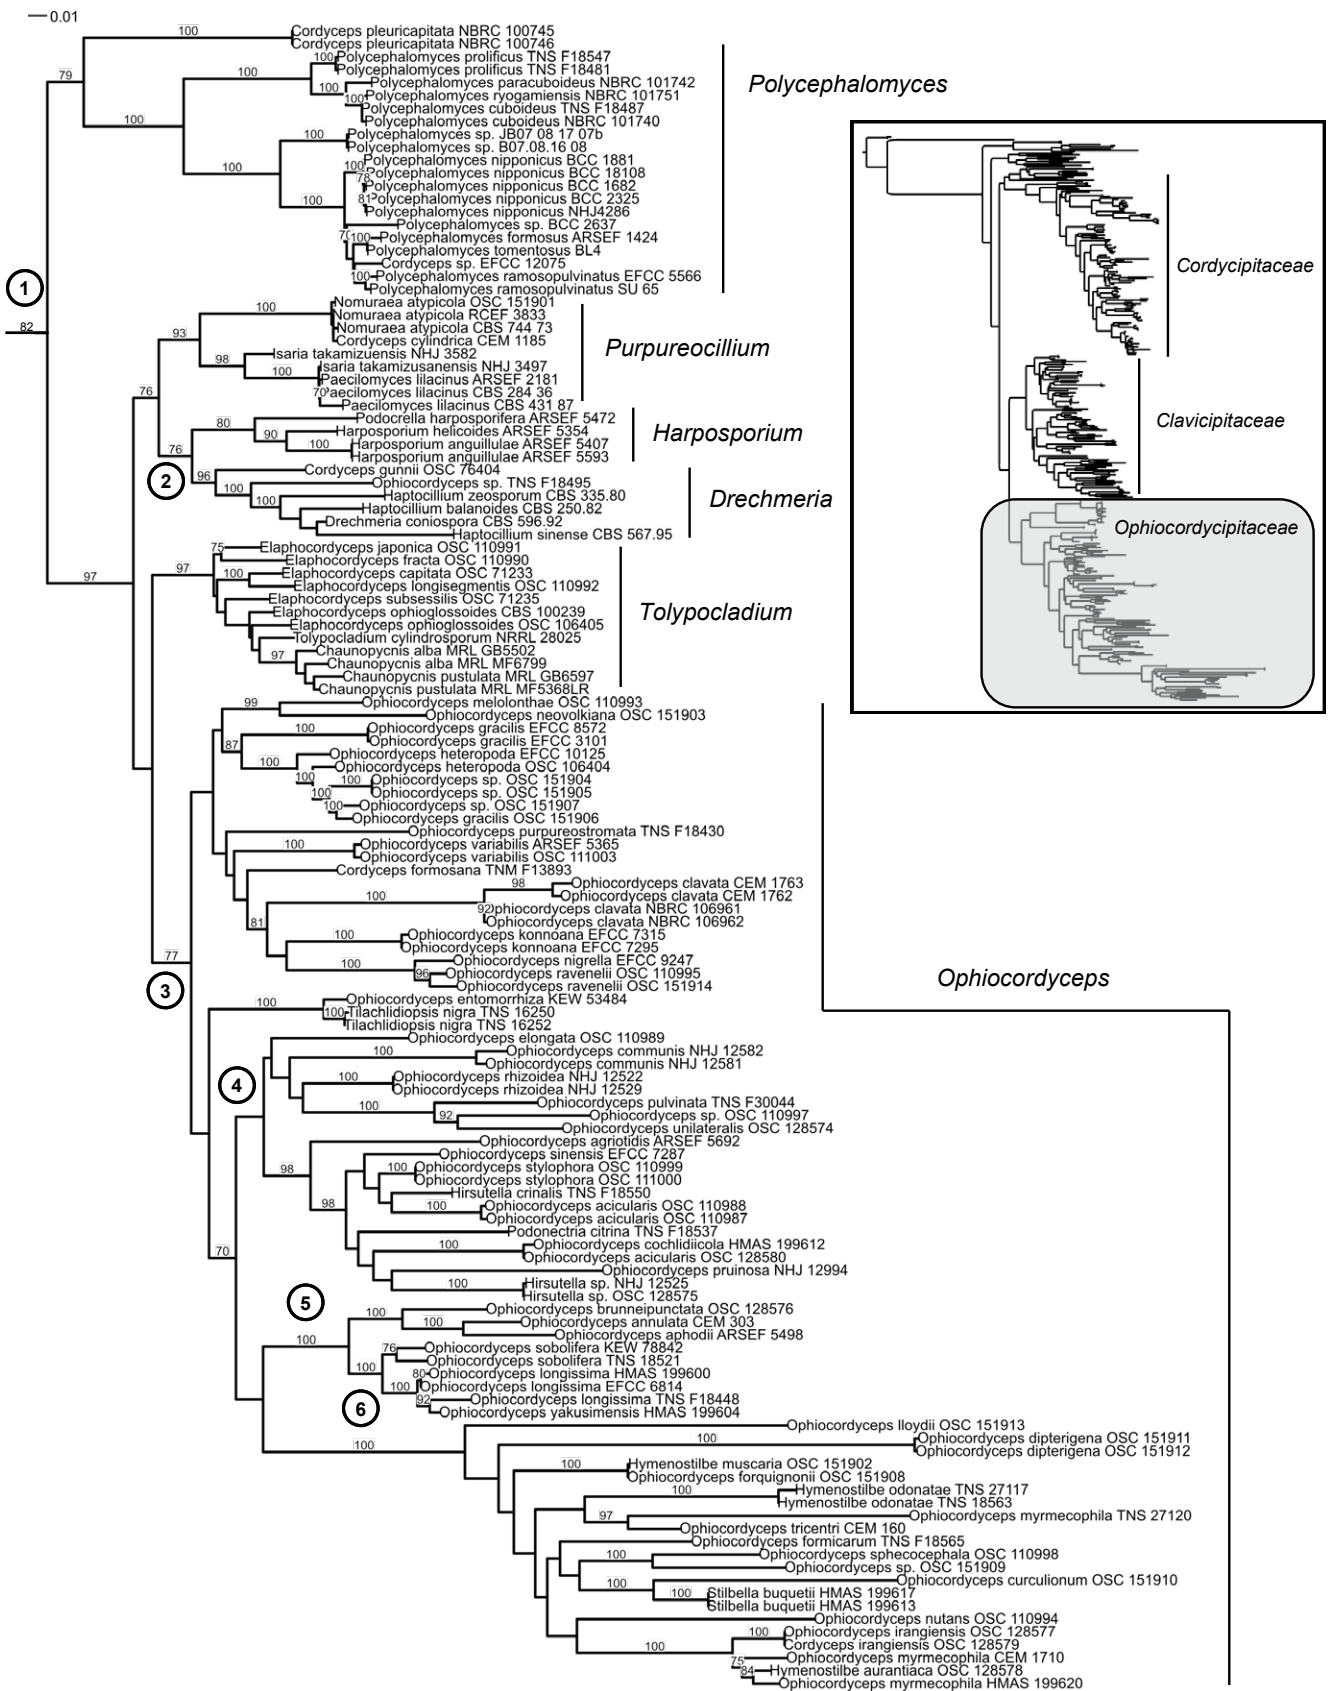 0.01
100
Cordyceps pleuricapitata NBRC 100745
Cordyceps pleuricapitata NBRC 100746
79
100
Polycephalomyces prolificus TNS F18547
Polycephalomyces prolificus TNS F18481
100
100
Polycephalomyces paracuboideus NBRC 101742
Polycephalomyces ryogamiensis NBRC 101751
100
Polycephalomyces cuboideus TNS F18487
Polycephalomyces cuboideus NBRC 101740
100
100
Polycephalomyces sp. JB07 08 17 07b
Polycephalomyces sp. B07.08.16 08
100
Polycephalomyces nipponicus BCC 1881
100
Polycephalomyces nipponicus BCC 18108
78
Polycephalomyces nipponicus BCC 1682
81
Polycephalomyces nipponicus BCC 2325
Polycephalomyces nipponicus NHJ4286
100
Polycephalomyces sp. BCC 2637
100
Polycephalomyces formosus ARSEF 1424
Polycephalomyces tomentosus BL4
Cordyceps sp. EFCC 12075
100
Polycephalomyces ramosopulvinatus EFCC 5566
Polycephalomyces ramosopulvinatus SU 65
Polycephalomyces
1
82
Nomuraea atypicola OSC 151901
100
Nomuraea atypicola RCEF 3833
Nomuraea atypicola CBS 744 73
93
Cordyceps cylindrica CEM 1185
Isaria takamizuensis NHJ 3582
98
Isaria takamizusanensis NHJ 3497
100
Paecilomyces lilacinus ARSEF 2181
70
Paecilomyces lilacinus CBS 284 36
Paecilomyces lilacinus CBS 431 87
Purpureocillium
76
80
Podocrella harposporifera ARSEF 5472
90
Harposporium helicoides ARSEF 5354
100
Harposporium anguillulae ARSEF 5407
Harposporium anguillulae ARSEF 5593
Harposporium
76
2
96
Cordyceps gunnii OSC 76404
100
Ophiocordyceps sp. TNS F18495
100
Haptocillium zeosporum CBS 335.80
Haptocillium balanoides CBS 250.82
Drechmeria coniospora CBS 596.92
Haptocillium sinense CBS 567.95
Drechmeria
97
97
75
Elaphocordyceps japonica OSC 110991
Elaphocordyceps fracta OSC 110990
100
Elaphocordyceps capitata OSC 71233
Elaphocordyceps longisegmentis OSC 110992
Elaphocordyceps subsessilis OSC 71235
Elaphocordyceps ophioglossoides CBS 100239
Elaphocordyceps ophioglossoides OSC 106405
Tolypocladium cylindrosporum NRRL 28025
97
Chaunopycnis alba MRL GB5502
Chaunopycnis alba MRL MF6799
Chaunopycnis pustulata MRL GB6597
Chaunopycnis pustulata MRL MF5368LR
Tolypocladium
99
Ophiocordyceps melolonthae OSC 110993
Ophiocordyceps neovolkiana OSC 151903
100
Ophiocordyceps gracilis EFCC 8572
87
Ophiocordyceps gracilis EFCC 3101
100
Ophiocordyceps heteropoda EFCC 10125
Ophiocordyceps heteropoda OSC 106404
100
100
Ophiocordyceps sp. OSC 151904
100
Ophiocordyceps sp. OSC 151905
100
Ophiocordyceps sp. OSC 151907
Ophiocordyceps gracilis OSC 151906
Ophiocordyceps purpureostromata TNS F18430
100
Ophiocordyceps variabilis ARSEF 5365
Ophiocordyceps variabilis OSC 111003
Cordyceps formosana TNM F13893
98
Ophiocordyceps clavata CEM 1763
100
Ophiocordyceps clavata CEM 1762
92
Ophiocordyceps clavata NBRC 106961
Ophiocordyceps clavata NBRC 106962
81
100
Ophiocordyceps konnoana EFCC 7315
Ophiocordyceps konnoana EFCC 7295
100
Ophiocordyceps nigrella EFCC 9247
96
Ophiocordyceps ravenelii OSC 110995
Ophiocordyceps ravenelii OSC 151914
77
3
100
Ophiocordyceps entomorrhiza KEW 53484
100
Tilachlidiopsis nigra TNS 16250
Tilachlidiopsis nigra TNS 16252
Ophiocordyceps elongata OSC 110989
100
Ophiocordyceps communis NHJ 12582
Ophiocordyceps communis NHJ 12581
4
100
Ophiocordyceps rhizoidea NHJ 12522
Ophiocordyceps rhizoidea NHJ 12529
100
Ophiocordyceps pulvinata TNS F30044
92
Ophiocordyceps sp. OSC 110997
Ophiocordyceps unilateralis OSC 128574
98
Ophiocordyceps agriotidis ARSEF 5692
Ophiocordyceps sinensis EFCC 7287
100
Ophiocordyceps stylophora OSC 110999
Ophiocordyceps stylophora OSC 111000
98
Hirsutella crinalis TNS F18550
100
Ophiocordyceps acicularis OSC 110988
Ophiocordyceps acicularis OSC 110987
Podonectria citrina TNS F18537
100
Ophiocordyceps cochlidiicola HMAS 199612
Ophiocordyceps acicularis OSC 128580
Ophiocordyceps pruinosa NHJ 12994
100
Hirsutella sp. NHJ 12525
Hirsutella sp. OSC 128575
70
5
100
100
Ophiocordyceps brunneipunctata OSC 128576
100
Ophiocordyceps annulata CEM 303
Ophiocordyceps aphodii ARSEF 5498
76
Ophiocordyceps sobolifera KEW 78842
100
Ophiocordyceps sobolifera TNS 18521
80
Ophiocordyceps longissima HMAS 199600
100
Ophiocordyceps longissima EFCC 6814
92
Ophiocordyceps longissima TNS F18448
6
Ophiocordyceps yakusimensis HMAS 199604
100
Ophiocordyceps lloydii OSC 151913
100
Ophiocordyceps dipterigena OSC 151911
Ophiocordyceps dipterigena OSC 151912
100
Hymenostilbe muscaria OSC 151902
Ophiocordyceps forquignonii OSC 151908
100
Hymenostilbe odonatae TNS 27117
Hymenostilbe odonatae TNS 18563
97
Ophiocordyceps myrmecophila TNS 27120
Ophiocordyceps tricentri CEM 160
Ophiocordyceps formicarum TNS F18565
100
Ophiocordyceps sphecocephala OSC 110998
Ophiocordyceps sp. OSC 151909
100
Ophiocordyceps curculionum OSC 151910
100
Stilbella buquetii HMAS 199617
Stilbella buquetii HMAS 199613
Ophiocordyceps nutans OSC 110994
100
100
Ophiocordyceps irangiensis OSC 128577
Cordyceps irangiensis OSC 128579
75
Ophiocordyceps myrmecophila CEM 1710
84
Hymenostilbe aurantiaca OSC 128578
Ophiocordyceps myrmecophila HMAS 199620
Ophiocordyceps
Cordycipitaceae
Clavicipitaceae
Ophiocordycipitaceae